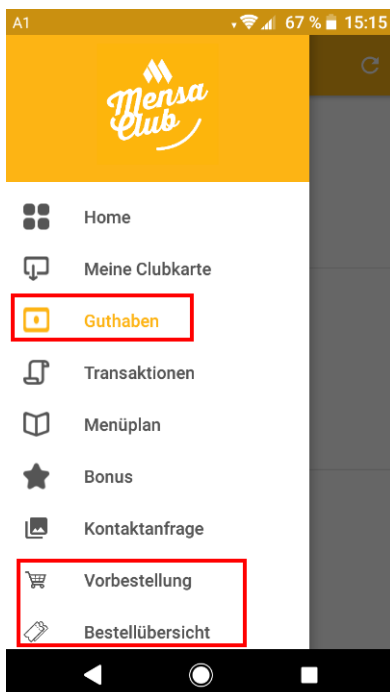 A1 67 % 15:15
Mensa
Club
Home
Meine Clubkarte
Guthaben
Transaktionen
Menüplan
Bonus
Kontaktanfrage
Vorbestellung
Bestellübersicht